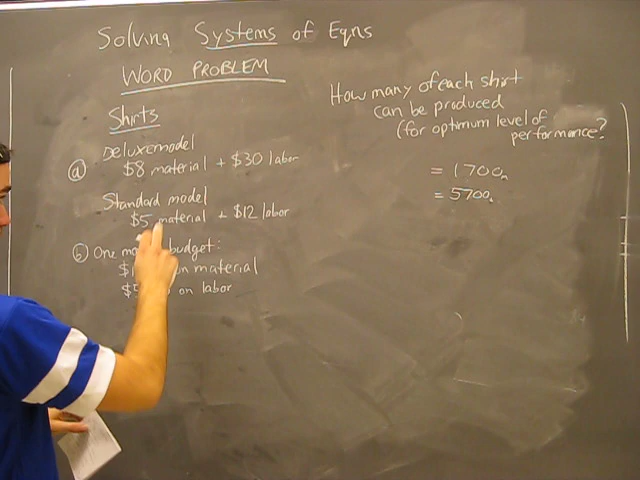 Solving Systems of Eqns
WORD PROBLEM
Shirts
Deluxe model
ⓐ $8 material + $30 labor
Standard model
$5 material + $12 labor
ⓑ One budget:
on material
on labor
How many of each shirt
can be produced
(for optimum level of
performance?
= 1700
= 5700